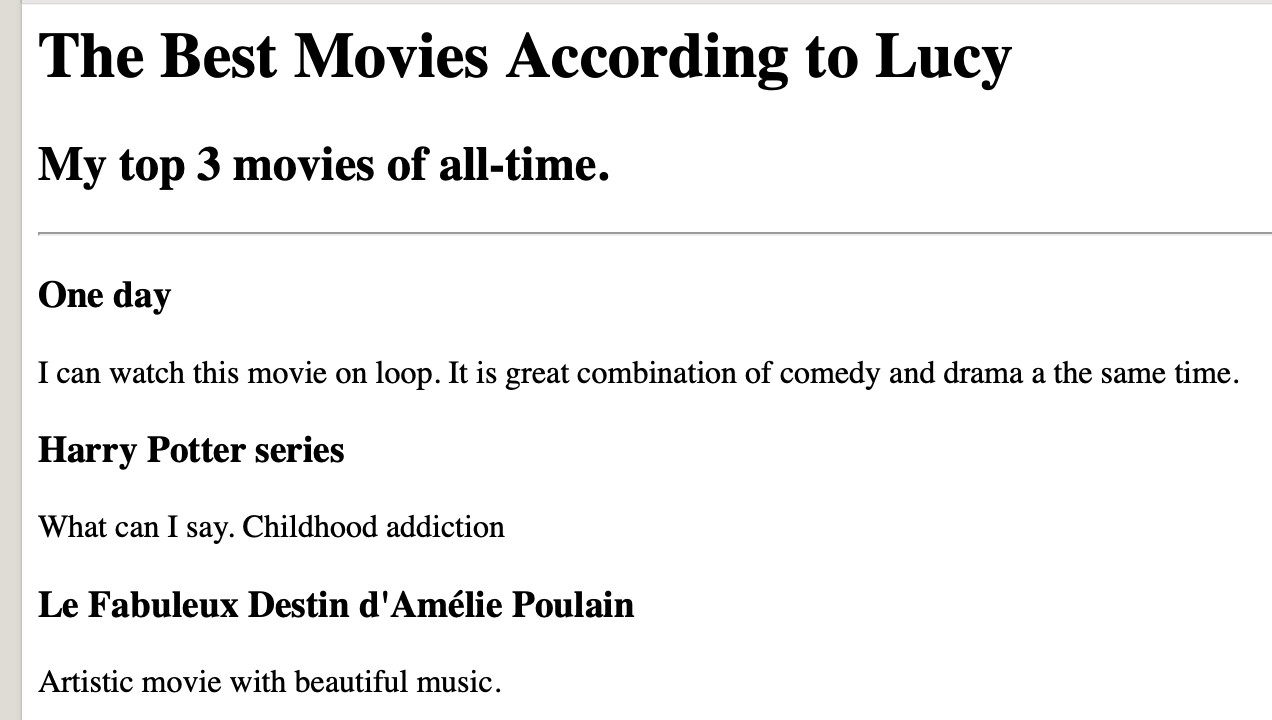 The Best Movies According to Lucy
My top 3 movies of all-time.
One day
I can watch this movie on loop. It is great combination of comedy and drama a the same time.
Harry Potter series
What can I say. Childhood addiction
Le Fabuleux Destin d'Amélie Poulain
Artistic movie with beautiful music.